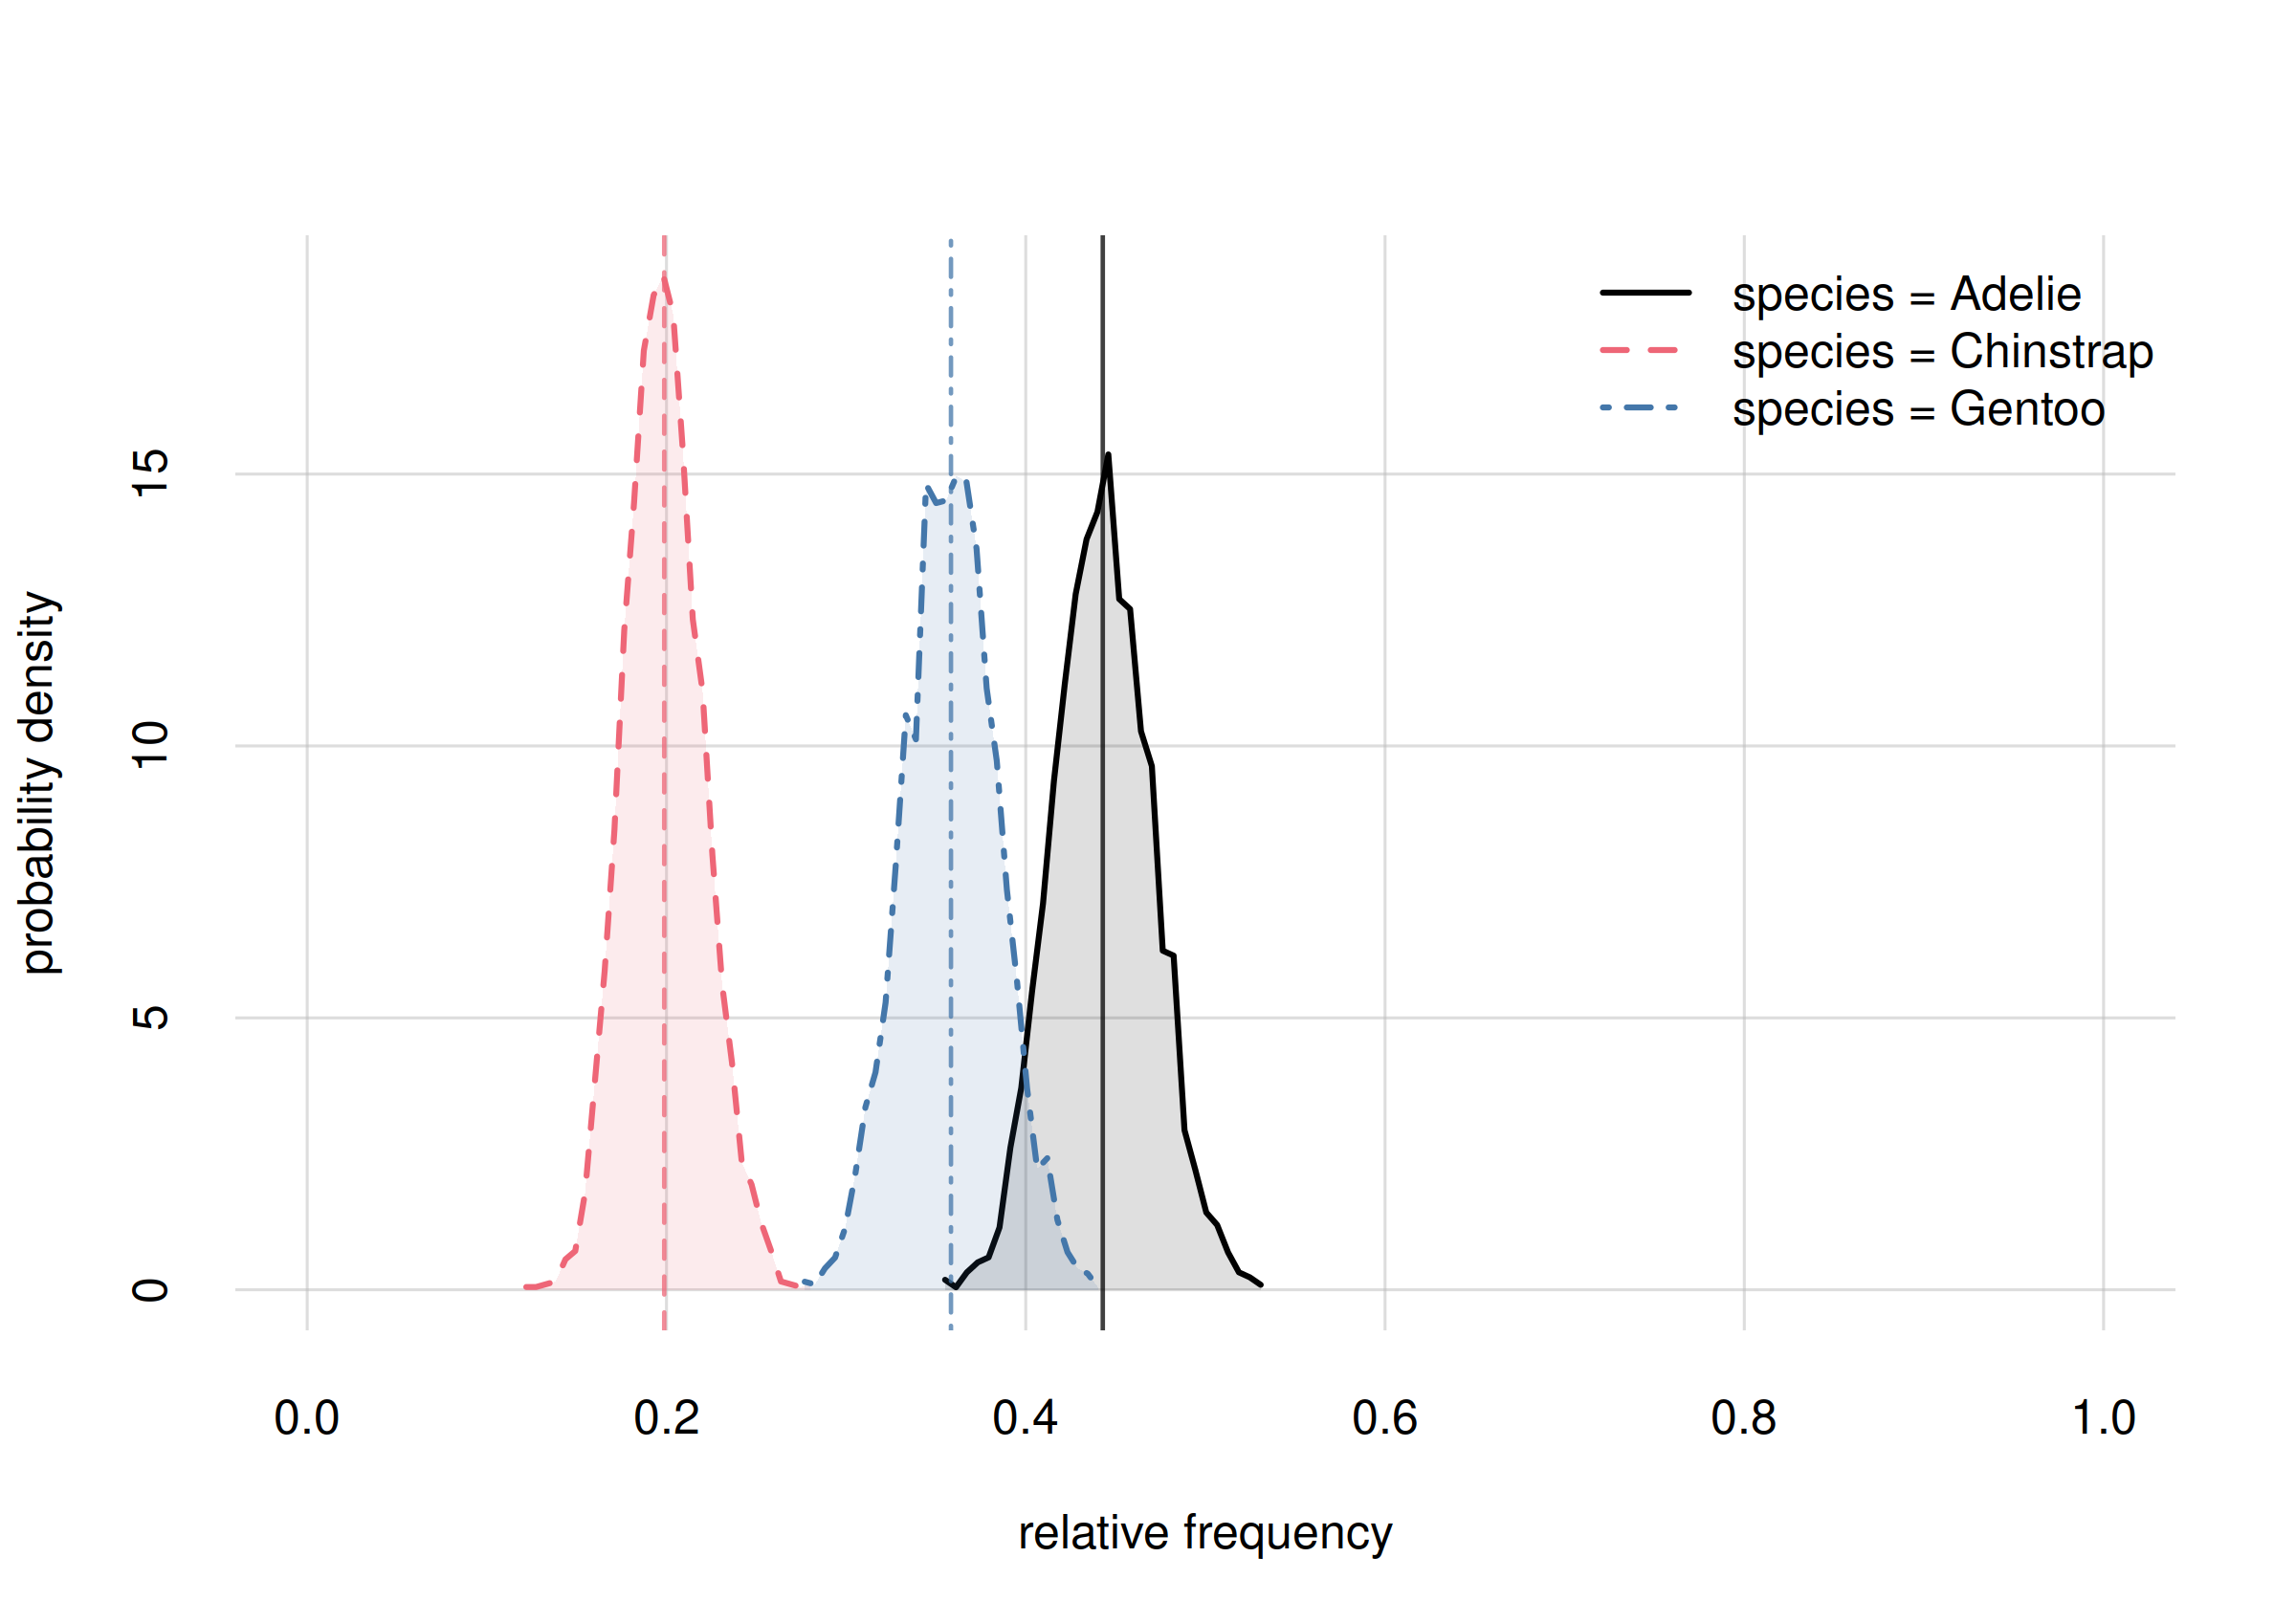 species = Adelie
species = Chinstrap
species = Gentoo
probability density
15
10
5
0
0.0 0.2 0.4 0.6 0.8 1.0
relative frequency